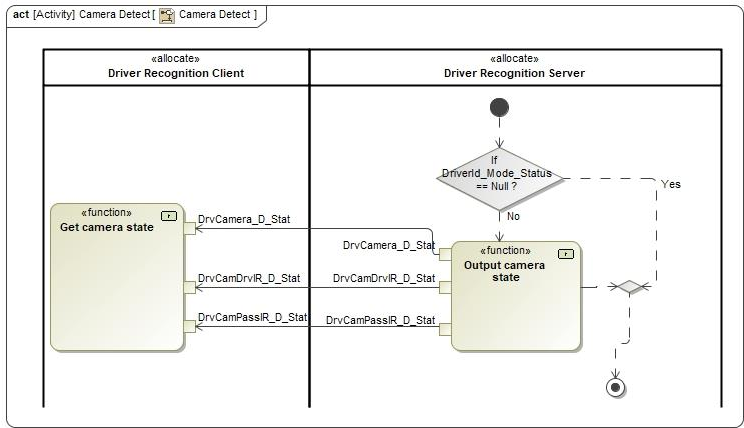 act [Activity] Camera Detect [ Camera Detect ]
«allocate»
Driver Recognition Client
«allocate»
Driver Recognition Server
If
DriverId_Mode_Status
== Null ?
Yes
No
«function»
Get camera state
DrvCamera_D_Stat
DrvCamera_D_Stat
«function»
Output camera
state
DrvCamDrvIR_D_Stat
DrvCamDrvIR_D_Stat
DrvCamPassIR_D_Stat
DrvCamPassIR_D_Stat